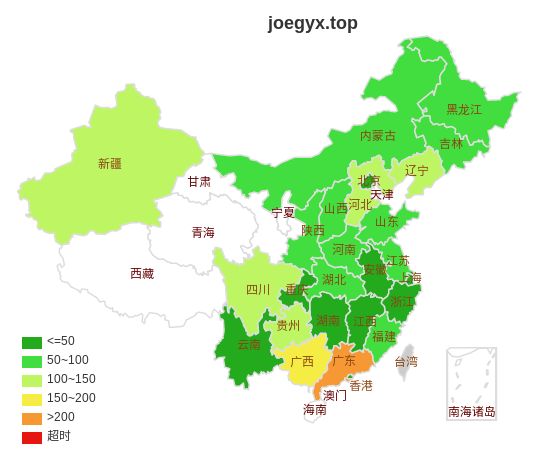 joegyx.top
黑龙江
内蒙古
吉林
新疆
辽宁
北京
甘肃
天津
河北
山西
宁夏
山东
陕西
青海
河南
江苏
安徽
西藏
上海
湖北
四川
重庆
浙江
湖南
江西
贵州
福建
云南
广西
广东
台湾
香港
澳门
海南
南海诸岛
<=50
50~100
100~150
150~200
>200
超时